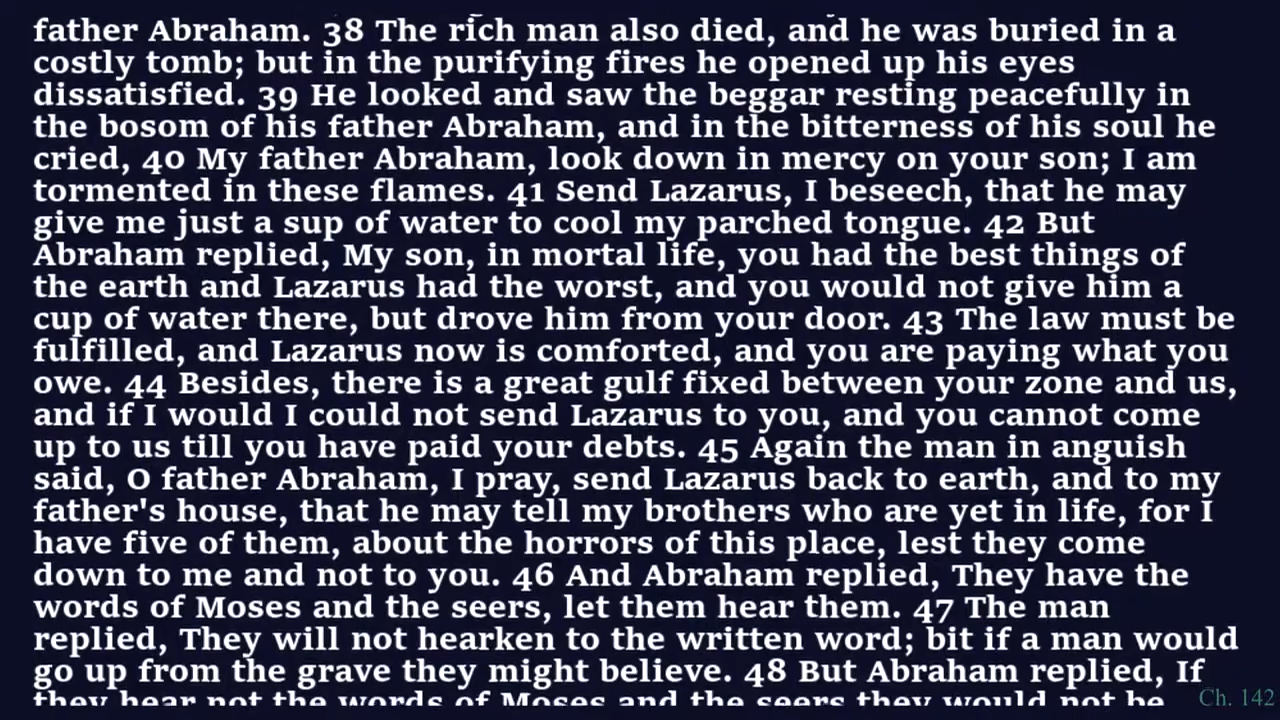 father Abraham. 38 The rich man also died, and he was buried in a
costly tomb; but in the purifying fires he opened up his eyes
dissatisfied. 39 He looked and saw the beggar resting peacefully in
the bosom of his father Abraham, and in the bitterness of his soul he
cried, 40 My father Abraham, look down in mercy on your son; I am
tormented in these flames. 41 Send Lazarus, I beseech, that he may
give me just a sup of water to cool my parched tongue. 42 But
Abraham replied, My son, in mortal life, you had the best things of
the earth and Lazarus had the worst, and you would not give him a
cup of water there, but drove him from your door. 43 The law must be
fulfilled, and Lazarus now is comforted, and you are paying what you
owe. 44 Besides, there is a great gulf fixed between your zone and us,
and if I would I could not send Lazarus to you, and you cannot come
up to us till you have paid your debts. 45 Again the man in anguish
said, O father Abraham, I pray, send Lazarus back to earth, and to my
father's house, that he may tell my brothers who are yet in life, for I
have five of them, about the horrors of this place, lest they come
down to me and not to you. 46 And Abraham replied, They have the
words of Moses and the seers, let them hear them. 47 The man
replied, They will not hearken to the written word; bit if a man would
go up from the grave they might believe. 48 But Abraham replied, If
they hear not the words of Moses and the seers they would not be
Ch. 142